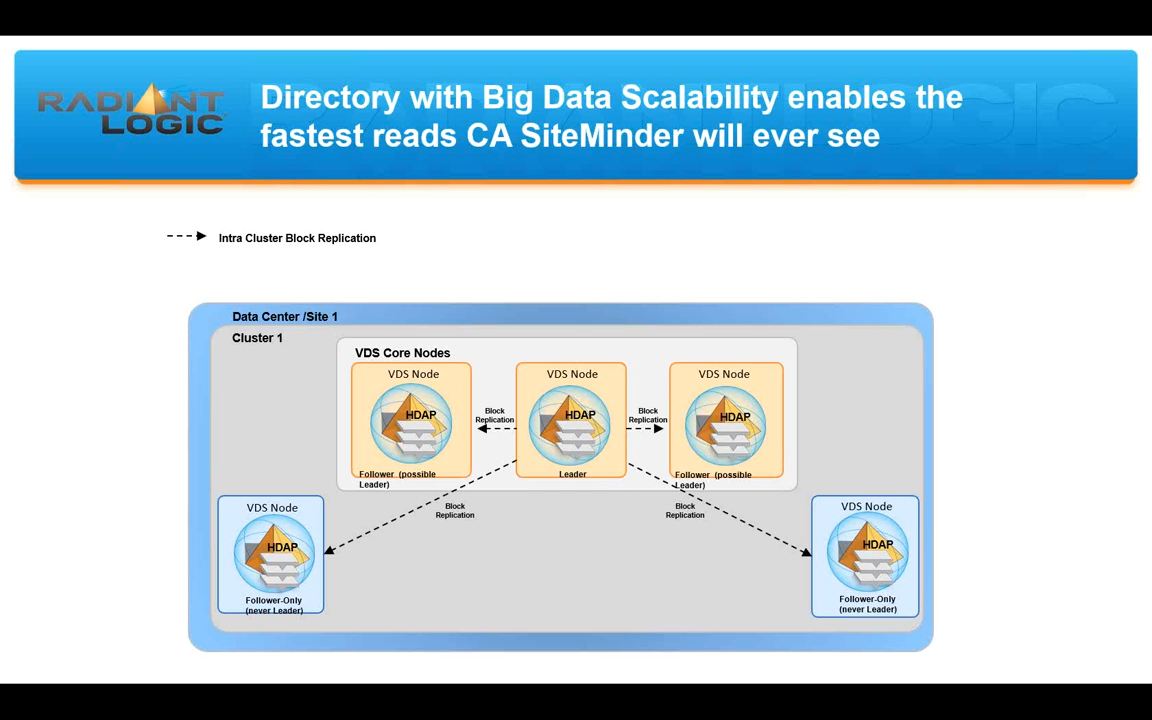 RADIANT
LOGIC
Directory with Big Data Scalability enables the
fastest reads CA SiteMinder will ever see
Intra Cluster Block Replication
Data Center /Site 1
Cluster 1
VDS Core Nodes
VDS Node
HDAP
Follower (possible
Leader)
Block
Replication
VDS Node
HDAP
Leader
Block
Replication
VDS Node
HDAP
Follower (possible
Leader)
VDS Node
HDAP
Follower-Only
(never Leader)
Block
Replication
Block
Replication
VDS Node
HDAP
Follower-Only
(never Leader)